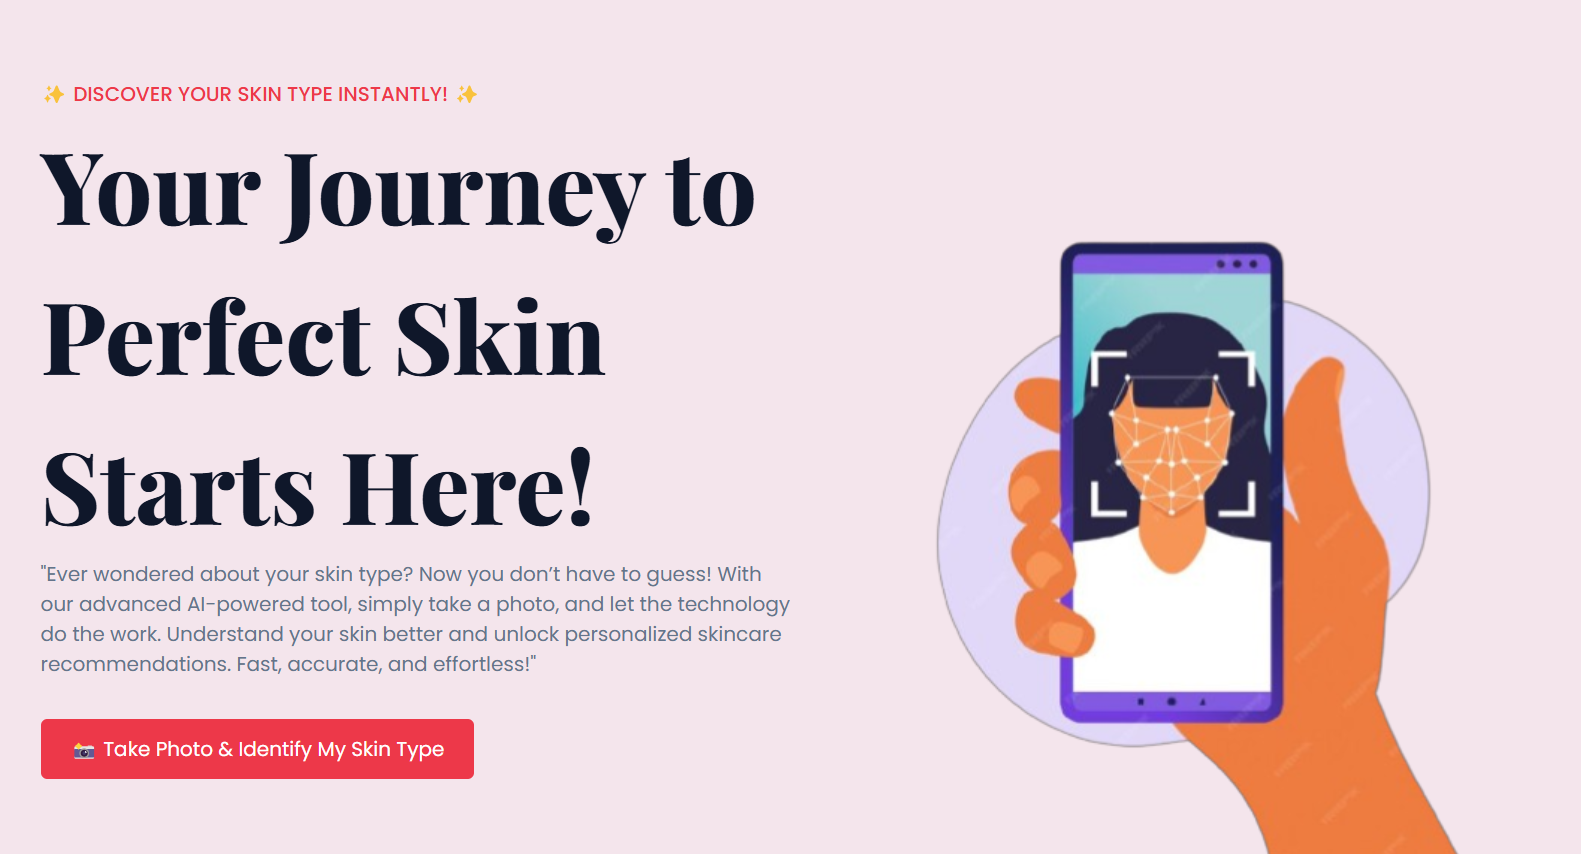 ✨ DISCOVER YOUR SKIN TYPE INSTANTLY! ✨
Your Journey to
Perfect Skin
Starts Here!
"Ever wondered about your skin type? Now you don’t have to guess! With
our advanced AI-powered tool, simply take a photo, and let the technology
do the work. Understand your skin better and unlock personalized skincare
recommendations. Fast, accurate, and effortless!"
📸 Take Photo & Identify My Skin Type